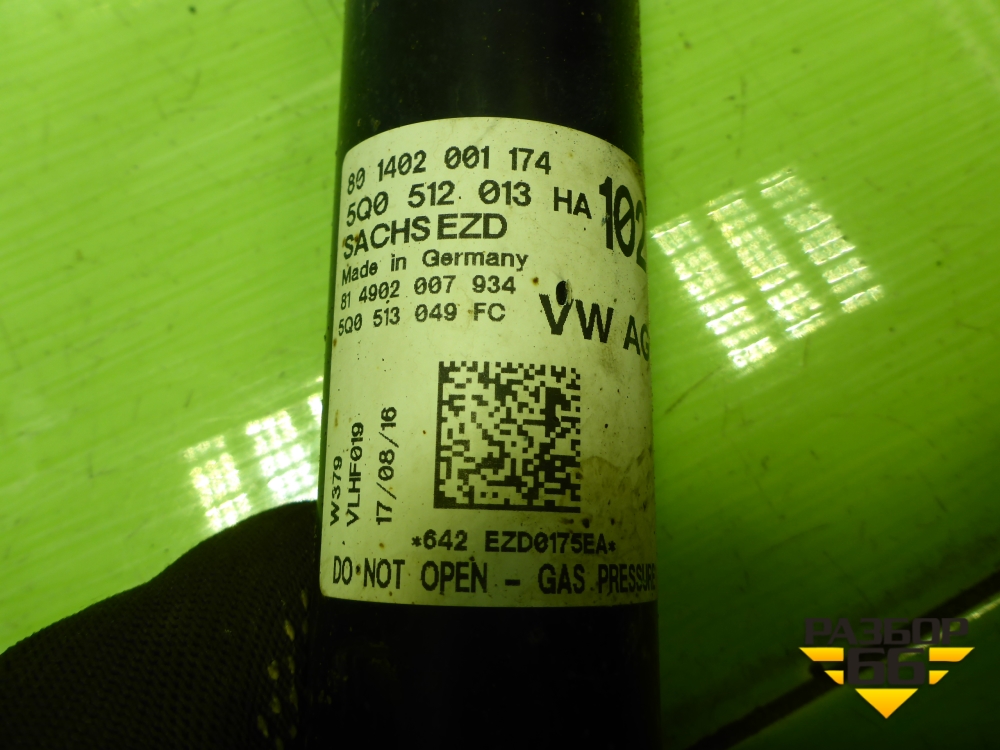 80 1402 001 174
5Q0 512 013 HA 102
SACHS EZD
Made in Germany
81 4902 007 934
5Q0 513 049 FC
VW AG
W379
VLHF019
17/08/16
*642 EZD0175EA*
DO NOT OPEN - GAS PRESSURE
РАЗБОР
66